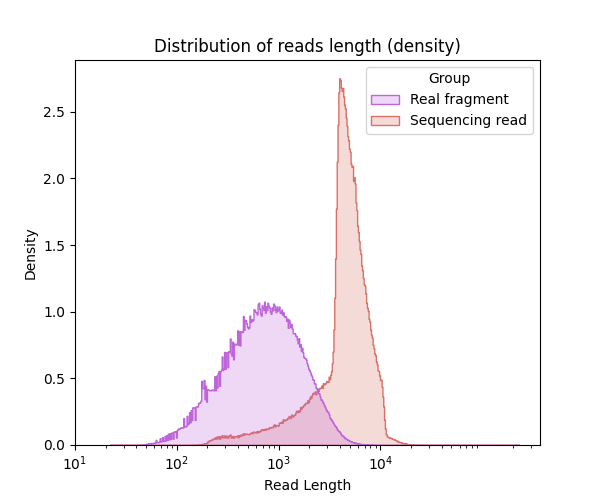 Distribution of reads length (density)
Group
Real fragment
Sequencing read
Density
2.5
2.0
1.5
1.0
0.5
0.0
10¹ 10² 10³ 10⁴
Read Length